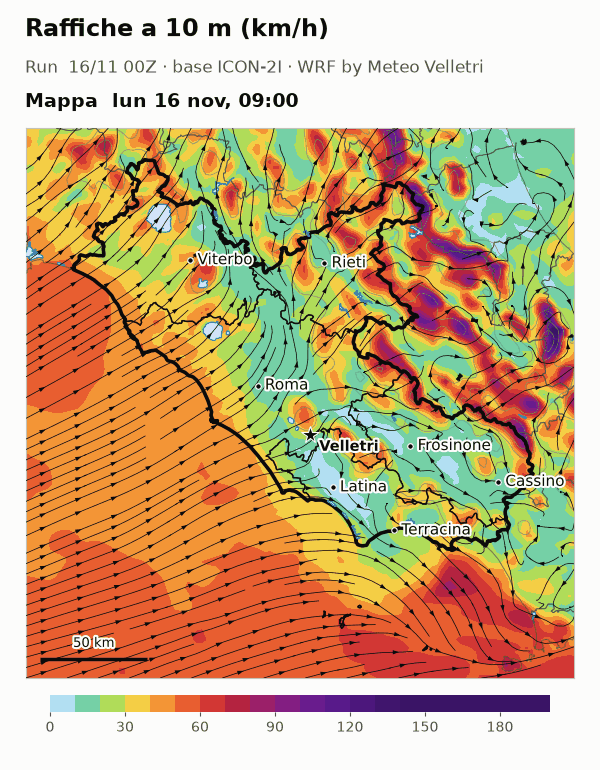 Raffiche a 10 m (km/h)
Run  16/11 00Z · base ICON-2I · WRF by Meteo Velletri
Mappa  lun 16 nov, 09:00
Viterbo
Rieti
Roma
Velletri
Frosinone
Cassino
Latina
Terracina
50 km
0 30 60 90 120 150 180